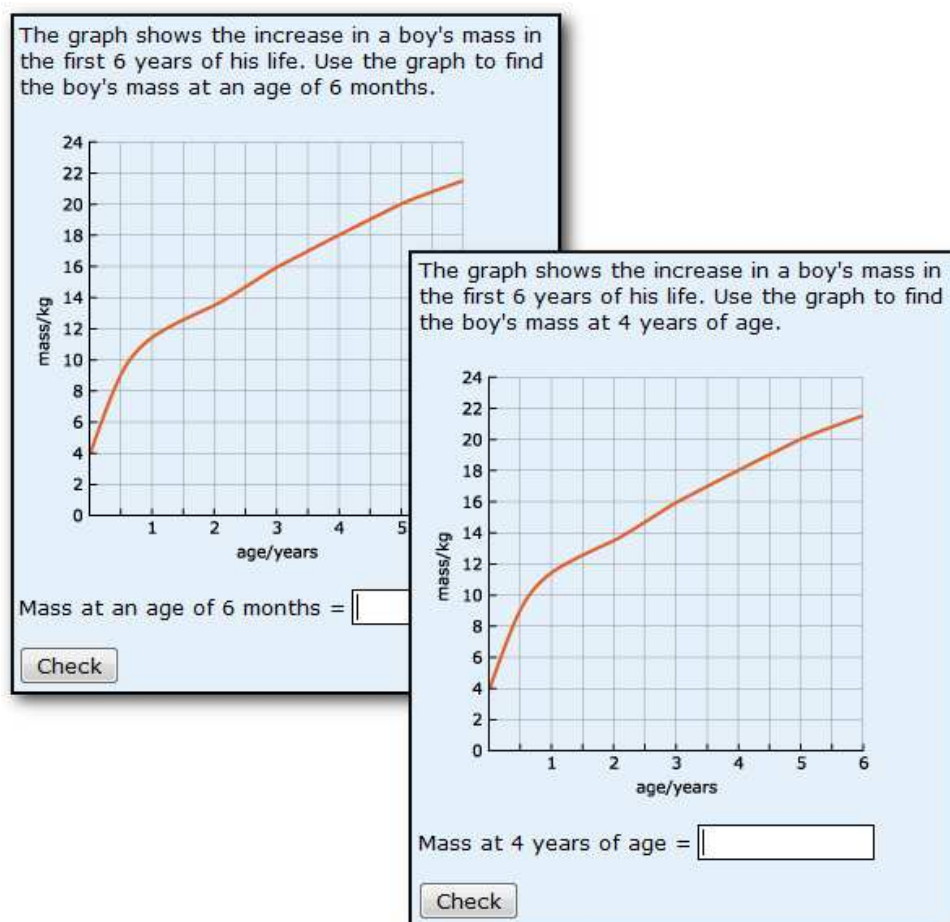 The graph shows the increase in a boy's mass in
the first 6 years of his life. Use the graph to find
the boy's mass at an age of 6 months.
24
22
20
18
16
14
12
10
8
6
4
2
0
mass/kg
1 2 3 4 5
age/years
Mass at an age of 6 months =
Check
The graph shows the increase in a boy's mass in
the first 6 years of his life. Use the graph to find
the boy's mass at 4 years of age.
24
22
20
18
16
14
12
10
8
6
4
2
0
mass/kg
1 2 3 4 5 6
age/years
Mass at 4 years of age =
Check